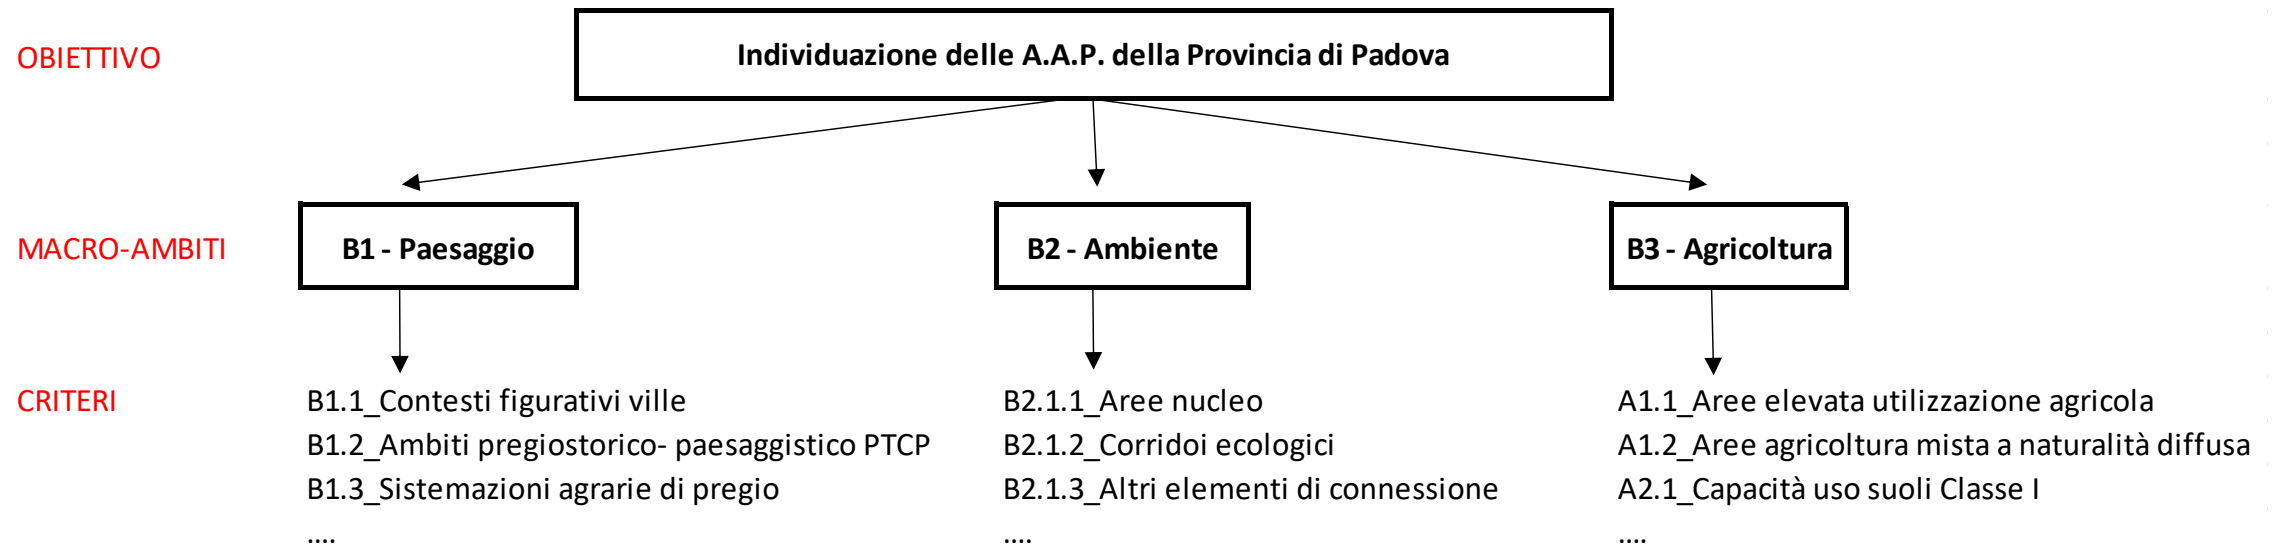 OBIETTIVO
Individuazione delle A.A.P. della Provincia di Padova
MACRO-AMBITI
B1 - Paesaggio
B2 - Ambiente
B3 - Agricoltura
CRITERI
B1.1_Contesti figurativi ville
B1.2_Ambiti pregiostorico- paesaggistico PTCP
B1.3_Sistemazioni agrarie di pregio
....
B2.1.1_Aree nucleo
B2.1.2_Corridoi ecologici
B2.1.3_Altri elementi di connessione
....
A1.1_Aree elevata utilizzazione agricola
A1.2_Aree agricoltura mista a naturalità diffusa
A2.1_Capacità uso suoli Classe I
....